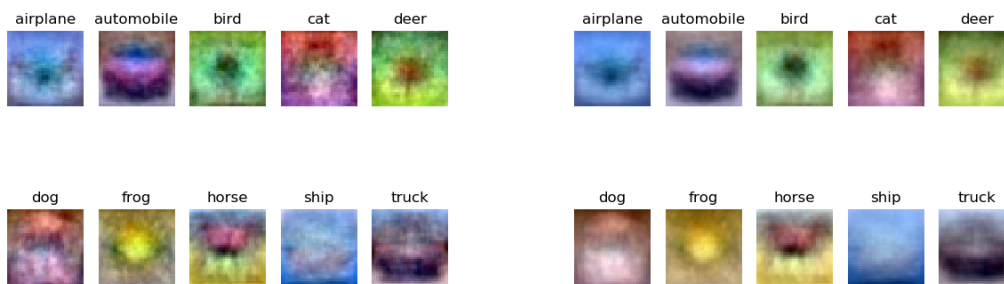 airplane automobile bird cat deer airplane automobile bird cat deer
dog frog horse ship truck dog frog horse ship truck